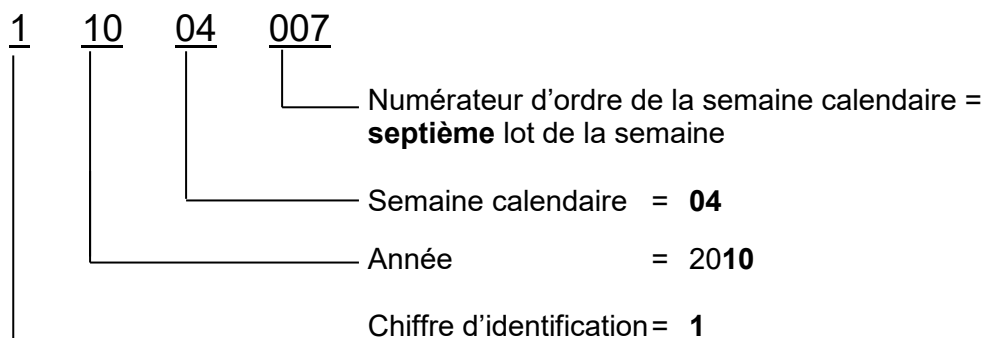 1 10 04 007
Numérateur d’ordre de la semaine calendaire =
septième lot de la semaine
Semaine calendaire = 04
Année = 2010
Chiffre d’identification = 1